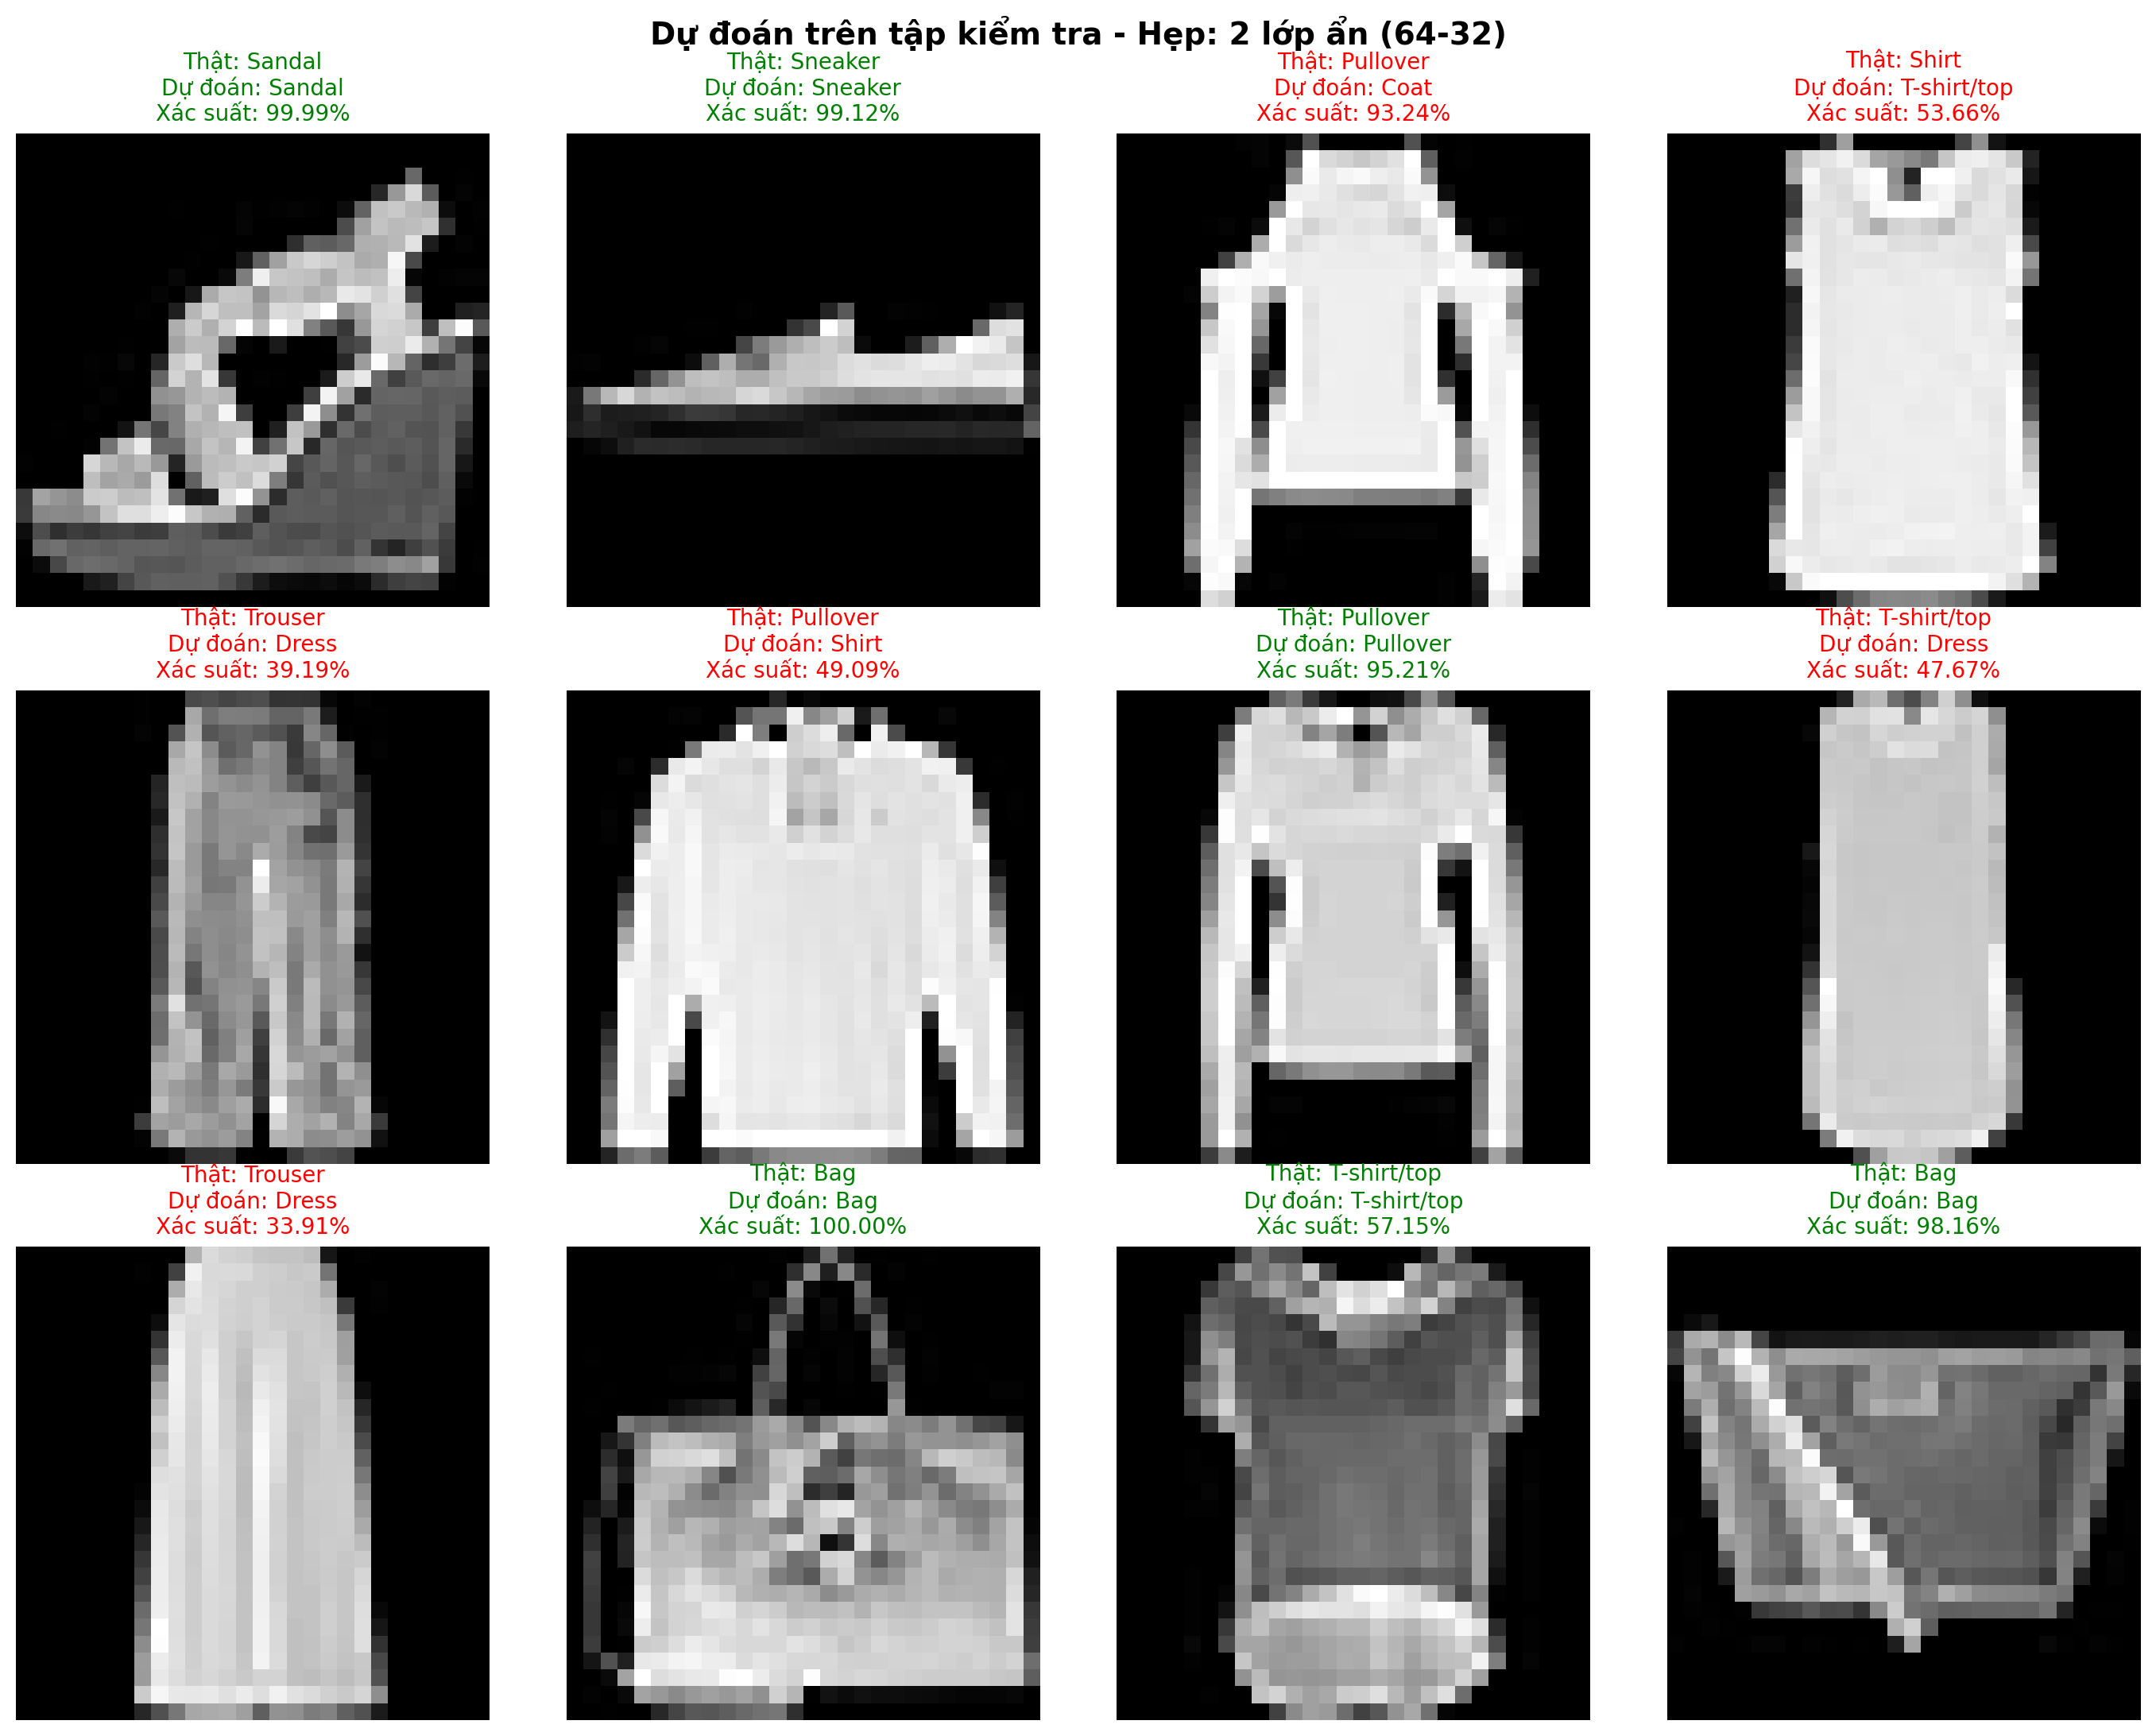 Dự đoán trên tập kiểm tra - Hẹp: 2 lớp ẩn (64-32)
Thật: Sandal
Dự đoán: Sandal
Xác suất: 99.99%
Thật: Sneaker
Dự đoán: Sneaker
Xác suất: 99.12%
Thật: Pullover
Dự đoán: Coat
Xác suất: 93.24%
Thật: Shirt
Dự đoán: T-shirt/top
Xác suất: 53.66%
Thật: Trouser
Dự đoán: Dress
Xác suất: 39.19%
Thật: Pullover
Dự đoán: Shirt
Xác suất: 49.09%
Thật: Pullover
Dự đoán: Pullover
Xác suất: 95.21%
Thật: T-shirt/top
Dự đoán: Dress
Xác suất: 47.67%
Thật: Trouser
Dự đoán: Dress
Xác suất: 33.91%
Thật: Bag
Dự đoán: Bag
Xác suất: 100.00%
Thật: T-shirt/top
Dự đoán: T-shirt/top
Xác suất: 57.15%
Thật: Bag
Dự đoán: Bag
Xác suất: 98.16%